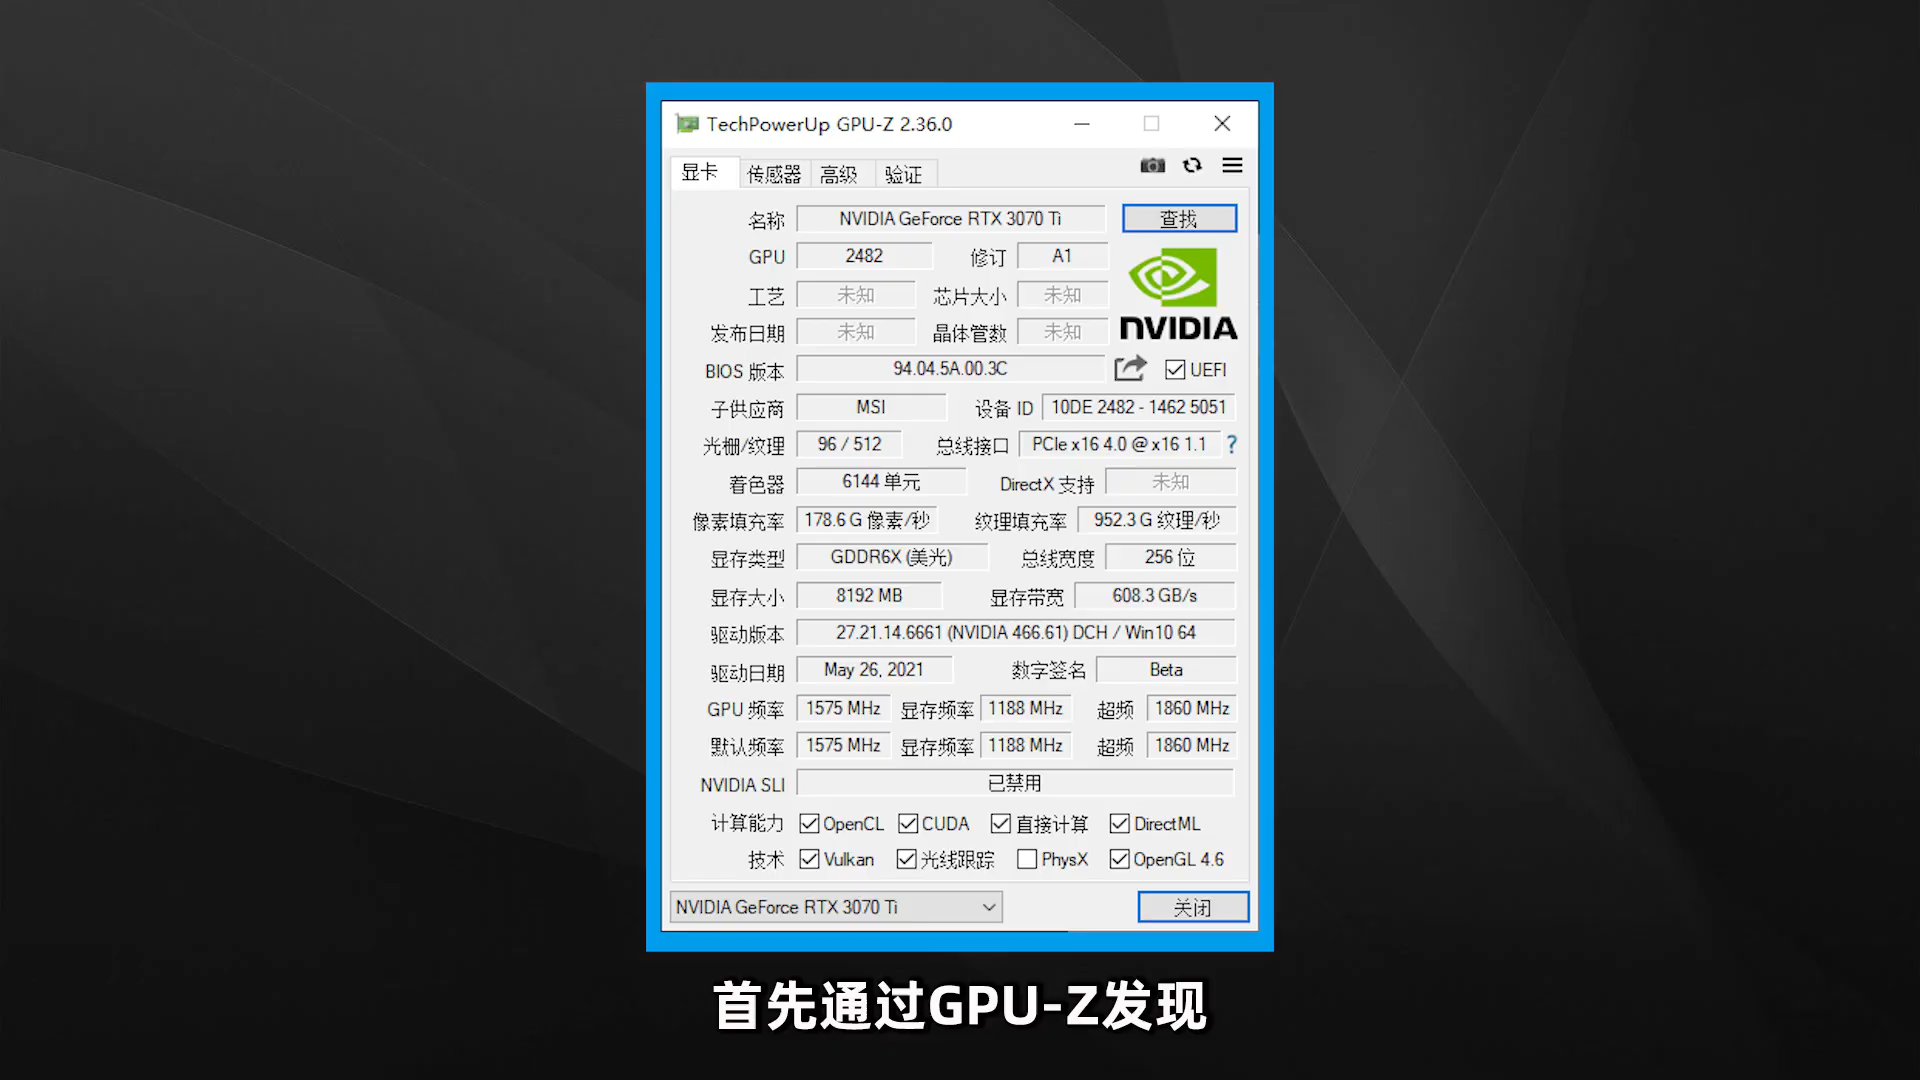 TechPowerUp GPU-Z 2.36.0
显卡 传感器 高级 验证
名称 NVIDIA GeForce RTX 3070 Ti 查找
GPU 2482 修订 A1
工艺 未知 芯片大小 未知
发布日期 未知 晶体管数 未知
NVIDIA
BIOS 版本 94.04.5A.00.3C UEFI
子供应商 MSI 设备 ID 10DE 2482 - 1462 5051
光栅/纹理 96 / 512 总线接口 PCIe x16 4.0 @ x16 1.1 ?
着色器 6144 单元 DirectX 支持 未知
像素填充率 178.6 G 像素/秒 纹理填充率 952.3 G 纹理/秒
显存类型 GDDR6X (美光) 总线宽度 256 位
显存大小 8192 MB 显存带宽 608.3 GB/s
驱动版本 27.21.14.6661 (NVIDIA 466.61) DCH / Win10 64
驱动日期 May 26, 2021 数字签名 Beta
GPU 频率 1575 MHz 显存频率 1188 MHz 超频 1860 MHz
默认频率 1575 MHz 显存频率 1188 MHz 超频 1860 MHz
NVIDIA SLI 已禁用
计算能力 OpenCL CUDA 直接计算 DirectML
技术 Vulkan 光线跟踪 PhysX OpenGL 4.6
NVIDIA GeForce RTX 3070 Ti 关闭
首先通过GPU-Z发现